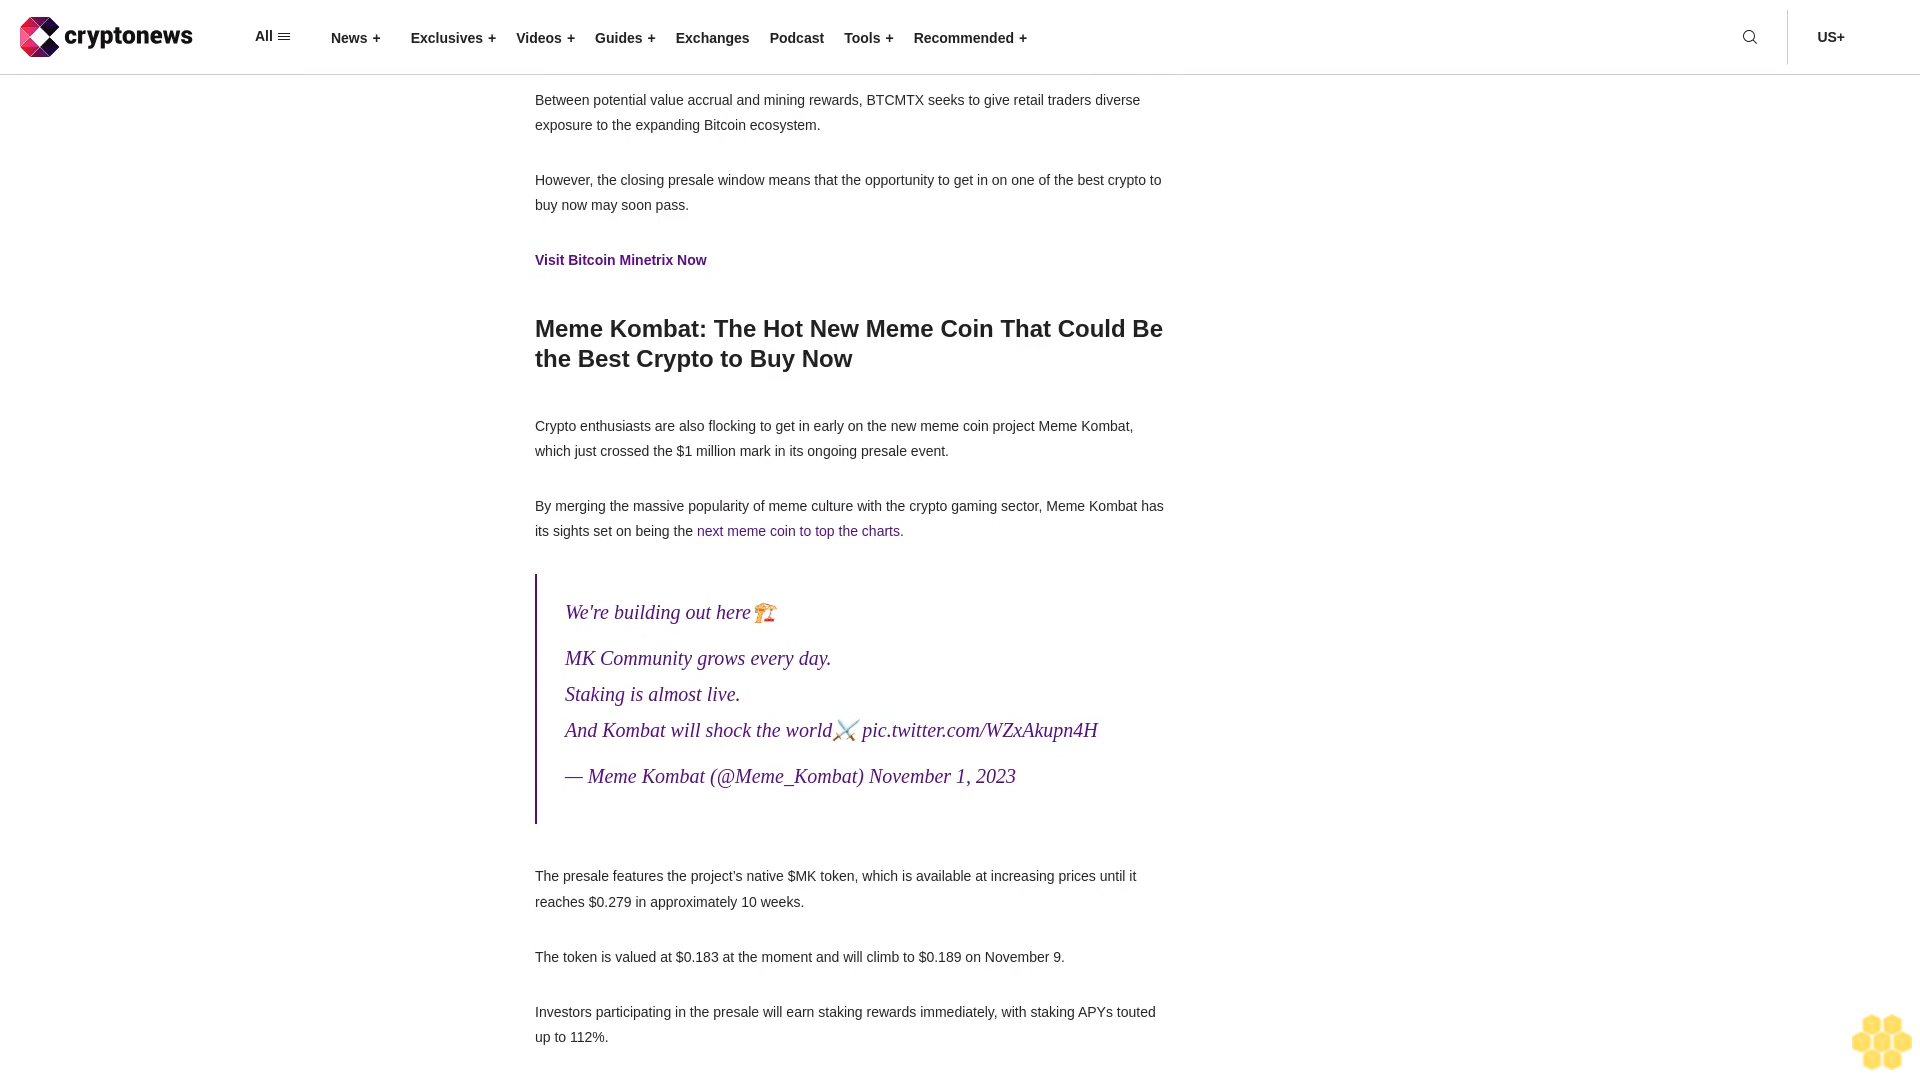 cryptonews
All
News +
Exclusives +
Videos +
Guides +
Exchanges
Podcast
Tools +
Recommended +
US+
Between potential value accrual and mining rewards, BTCMTX seeks to give retail traders diverse
exposure to the expanding Bitcoin ecosystem.
However, the closing presale window means that the opportunity to get in on one of the best crypto to
buy now may soon pass.
Visit Bitcoin Minetrix Now
Meme Kombat: The Hot New Meme Coin That Could Be
the Best Crypto to Buy Now
Crypto enthusiasts are also flocking to get in early on the new meme coin project Meme Kombat,
which just crossed the $1 million mark in its ongoing presale event.
By merging the massive popularity of meme culture with the crypto gaming sector, Meme Kombat has
its sights set on being the next meme coin to top the charts.
We're building out here🏗️
MK Community grows every day.
Staking is almost live.
And Kombat will shock the world⚔️ pic.twitter.com/WZxAkupn4H
— Meme Kombat (@Meme_Kombat) November 1, 2023
The presale features the project’s native $MK token, which is available at increasing prices until it
reaches $0.279 in approximately 10 weeks.
The token is valued at $0.183 at the moment and will climb to $0.189 on November 9.
Investors participating in the presale will earn staking rewards immediately, with staking APYs touted
up to 112%.